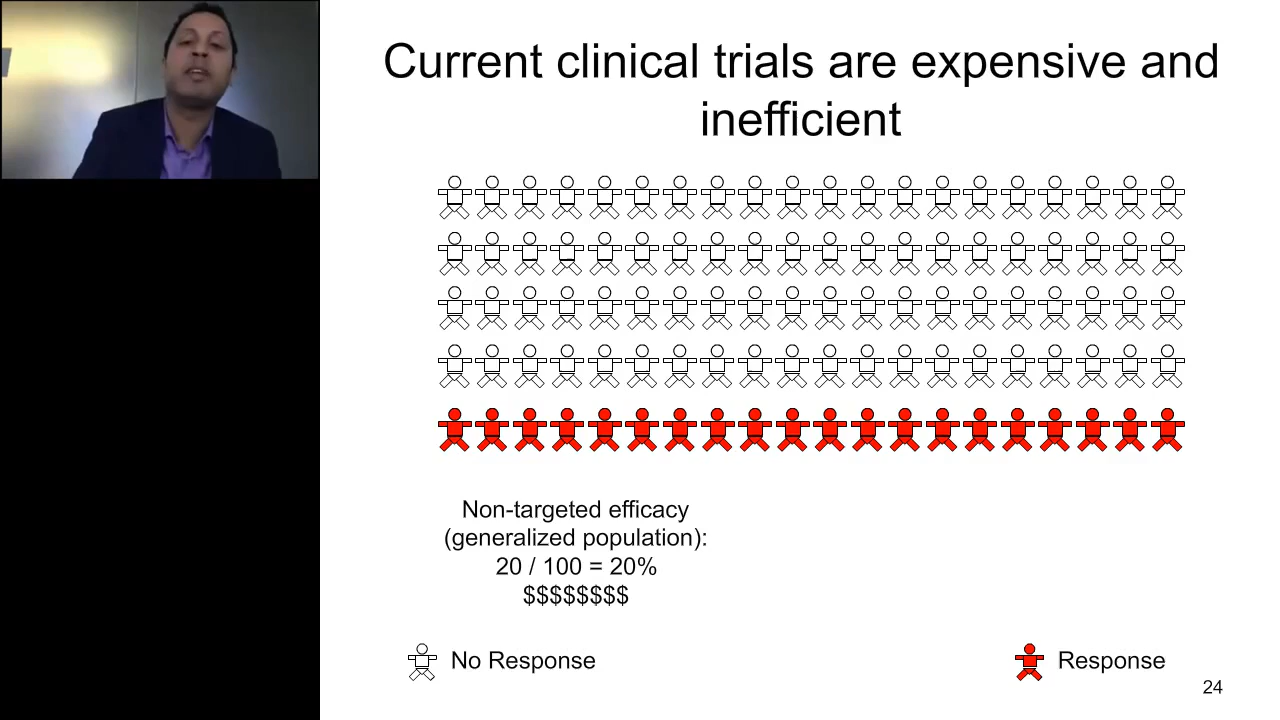 Current clinical trials are expensive and
inefficient
Non-targeted efficacy
(generalized population):
20 / 100 = 20%
$$$$$$$$
No Response
Response
24